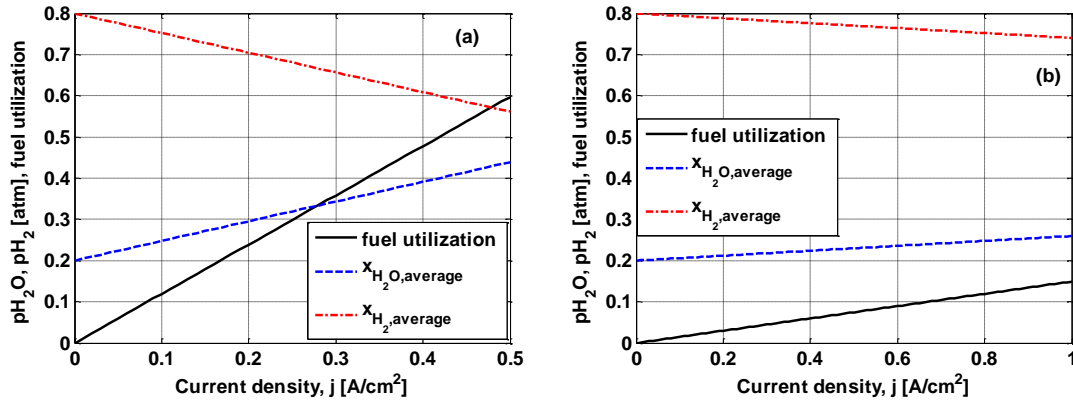 (a)
pH2O, pH2 [atm], fuel utilization
0.8
0.7
0.6
0.5
0.4
0.3
0.2
0.1
0
0
0.1
0.2
0.3
0.4
0.5
fuel utilization
xH2O,average
xH2,average
Current density, j [A/cm2]
(b)
pH2O, pH2 [atm], fuel utilization
0.8
0.7
0.6
0.5
0.4
0.3
0.2
0.1
0
0
0.2
0.4
0.6
0.8
1
fuel utilization
xH2O,average
xH2,average
Current density, j [A/cm2]